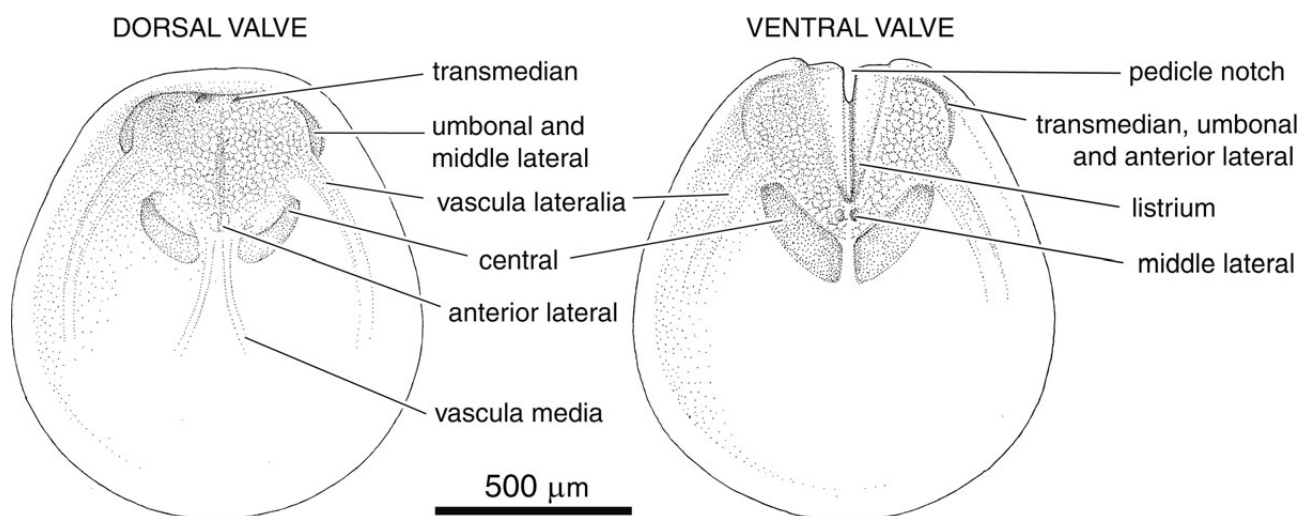 DORSAL VALVE
VENTRAL VALVE
transmedian
umbonal and
middle lateral
vascula lateralia
central
anterior lateral
vascula media
pedicle notch
transmedian, umbonal
and anterior lateral
listrium
middle lateral
500 μm